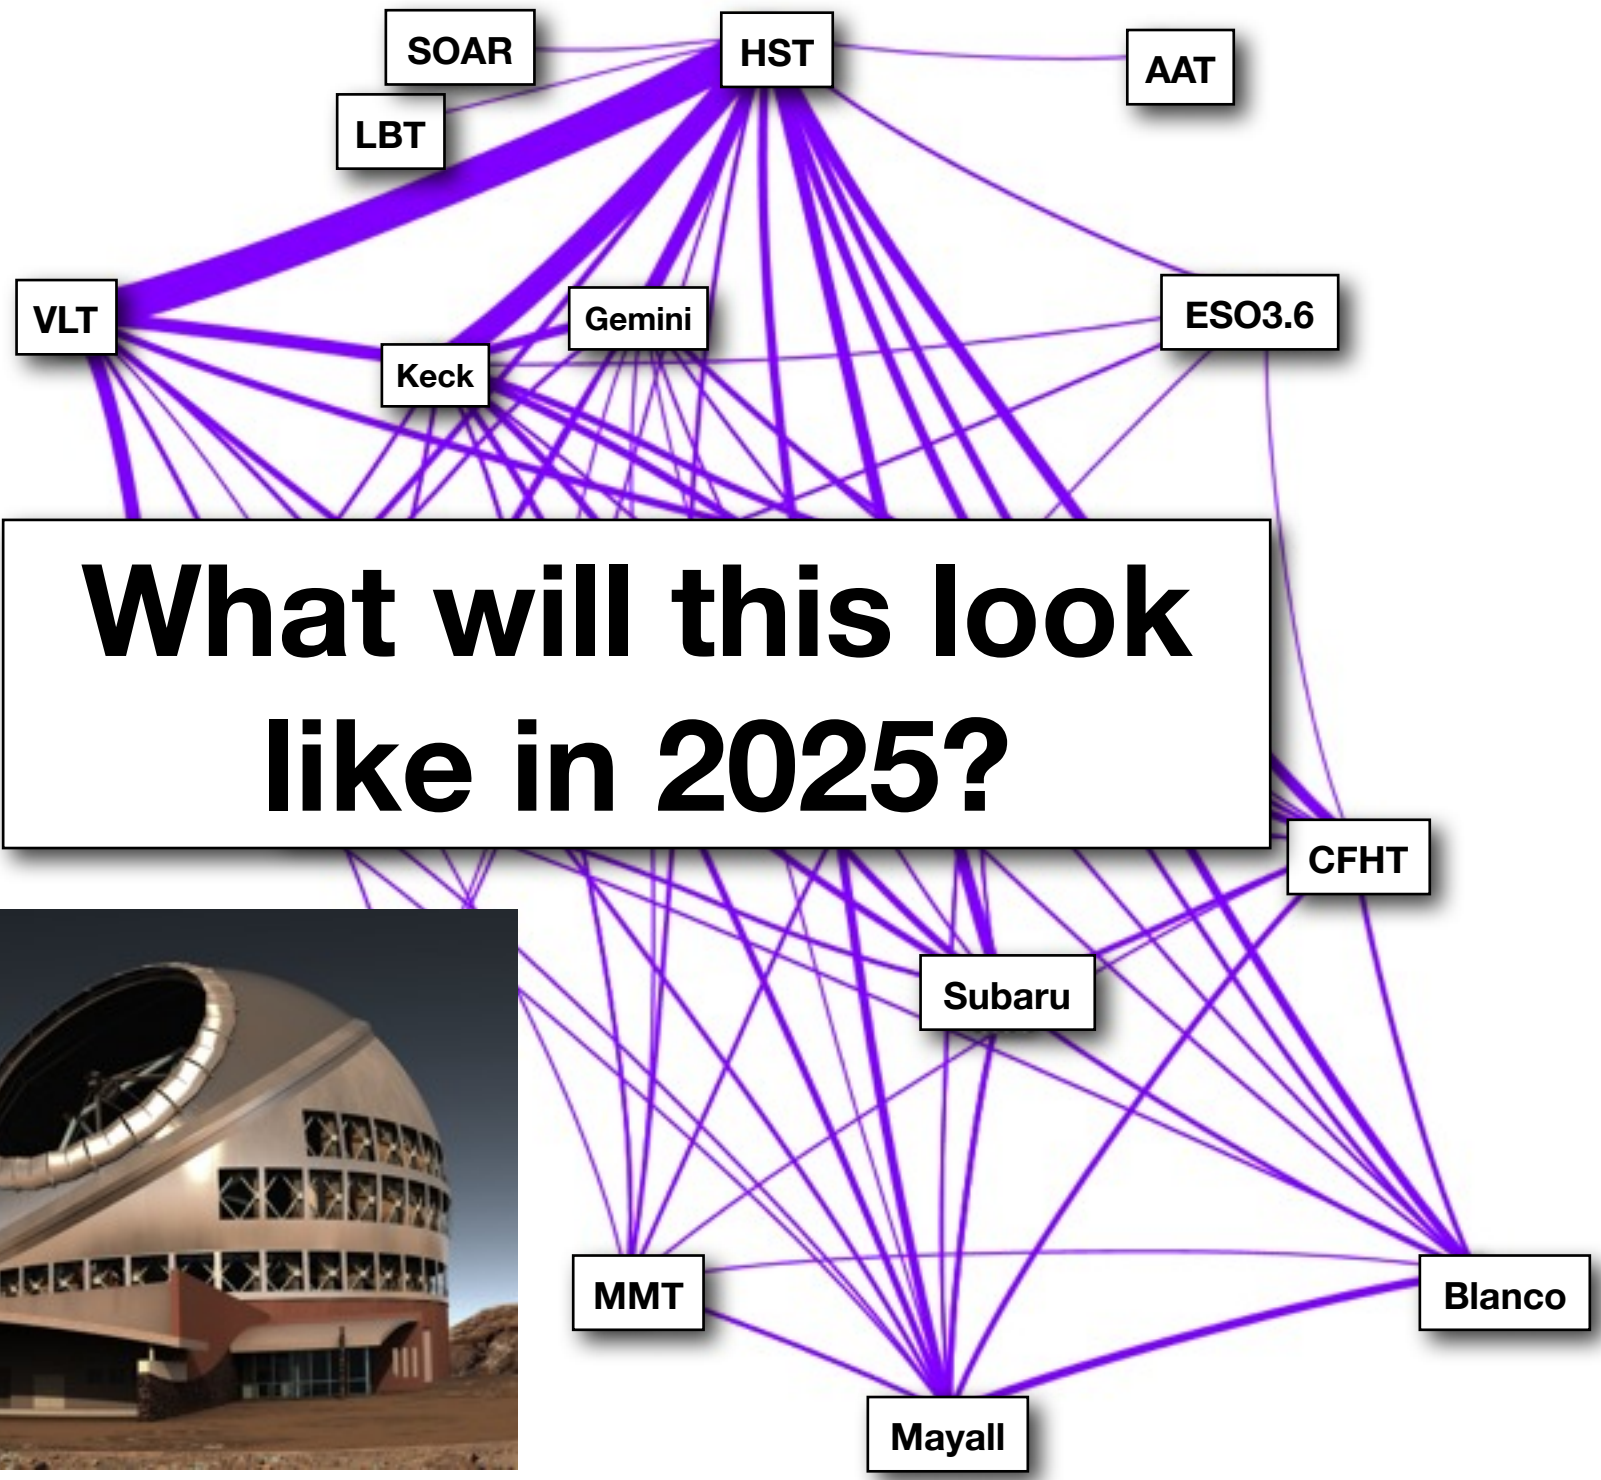 SOAR
HST
AAT
LBT
VLT
Gemini
ESO3.6
Keck
What will this look
like in 2025?
CFHT
Subaru
MMT
Blanco
Mayall